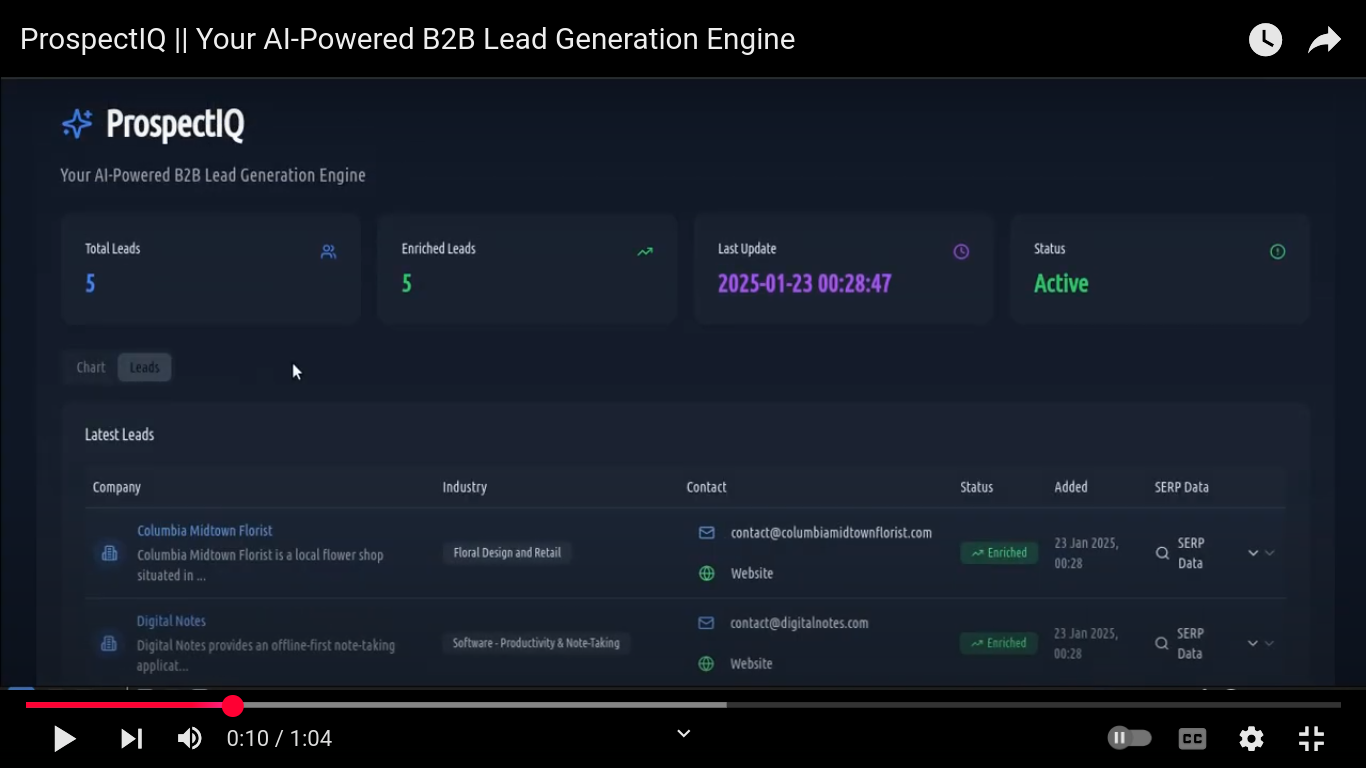 ProspectIQ || Your AI-Powered B2B Lead Generation Engine
ProspectIQ
Your AI-Powered B2B Lead Generation Engine
Total Leads
5
Enriched Leads
5
Last Update
2025-01-23 00:28:47
Status
Active
Chart Leads
Latest Leads
Company Industry Contact Status Added SERP Data
Columbia Midtown Florist
Columbia Midtown Florist is a local flower shop
situated in ...
Floral Design and Retail
contact@columbiamidtownflorist.com
Website
Enriched
23 Jan 2025,
00:28
SERP
Data
Digital Notes
Digital Notes provides an offline-first note-taking
applicat...
Software - Productivity & Note-Taking
contact@digitalnotes.com
Website
Enriched
23 Jan 2025,
00:28
SERP
Data
0:10 / 1:04
CC